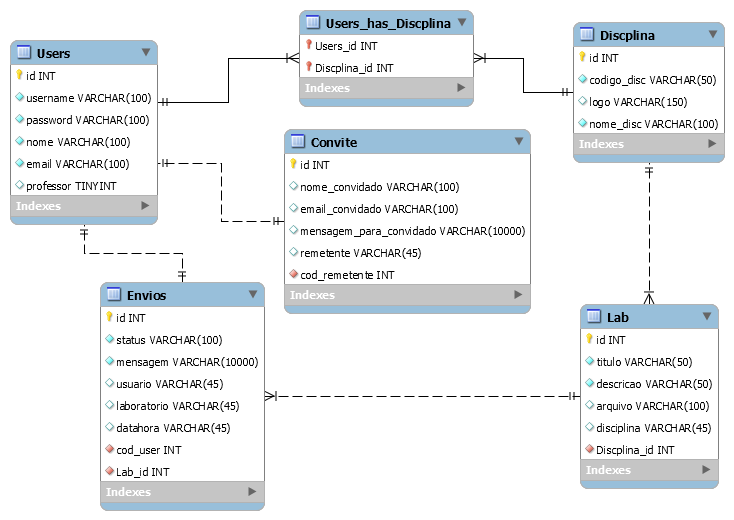 Users
id INT
username VARCHAR(100)
password VARCHAR(100)
nome VARCHAR(100)
email VARCHAR(100)
professor TINYINT
Indexes
Users_has_Discplina
Users_id INT
Discplina_id INT
Indexes
Discplina
id INT
codigo_disc VARCHAR(50)
logo VARCHAR(150)
nome_disc VARCHAR(100)
Indexes
Convite
id INT
nome_convidado VARCHAR(100)
email_convidado VARCHAR(100)
mensagem_para_convidado VARCHAR(10000)
remetente VARCHAR(45)
cod_remetente INT
Indexes
Envios
id INT
status VARCHAR(100)
mensagem VARCHAR(10000)
usuario VARCHAR(45)
laboratorio VARCHAR(45)
datahora VARCHAR(45)
cod_user INT
Lab_id INT
Indexes
Lab
id INT
titulo VARCHAR(50)
descricao VARCHAR(50)
arquivo VARCHAR(100)
disciplina VARCHAR(45)
Discplina_id INT
Indexes